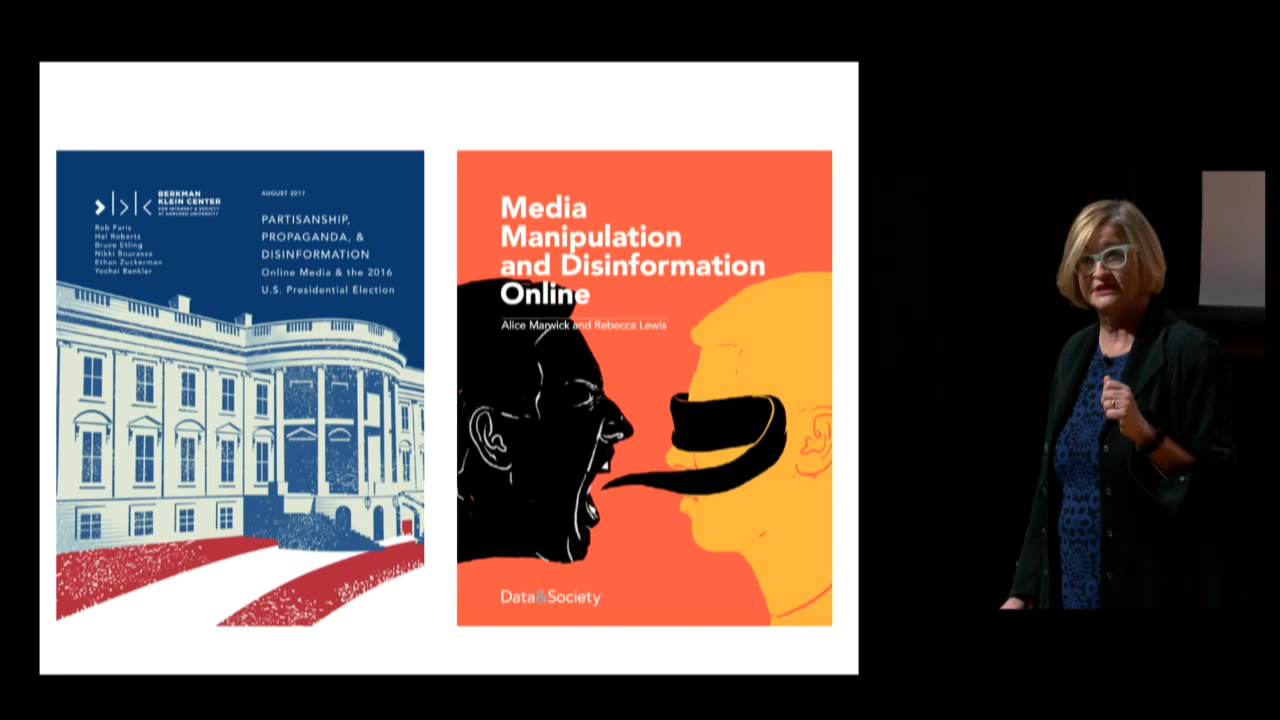 BERKMAN
KLEIN CENTER
FOR INTERNET & SOCIETY
AT HARVARD UNIVERSITY
Rob Faris
Hal Roberts
Bruce Etling
Nikki Bourassa
Ethan Zuckerman
Yochai Benkler
AUGUST 2017
PARTISANSHIP,
PROPAGANDA, &
DISINFORMATION
Online Media & the 2016
U.S. Presidential Election
Media
Manipulation
and Disinformation
Online
Alice Marwick and Rebecca Lewis
Data&Society